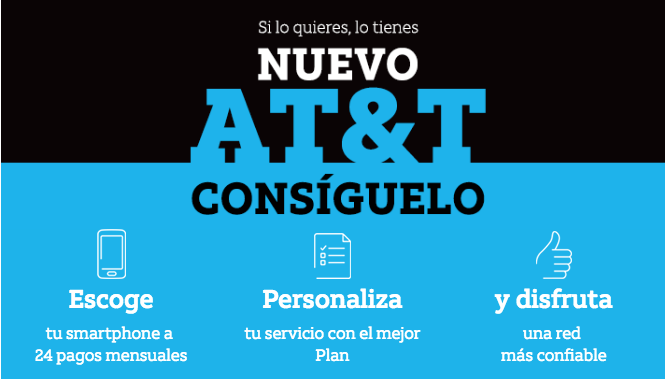 Si lo quieres, lo tienes
NUEVO
AT&T
CONSÍGUELO
Escoge
tu smartphone a
24 pagos mensuales
Personaliza
tu servicio con el mejor
Plan
y disfruta
una red
más confiable